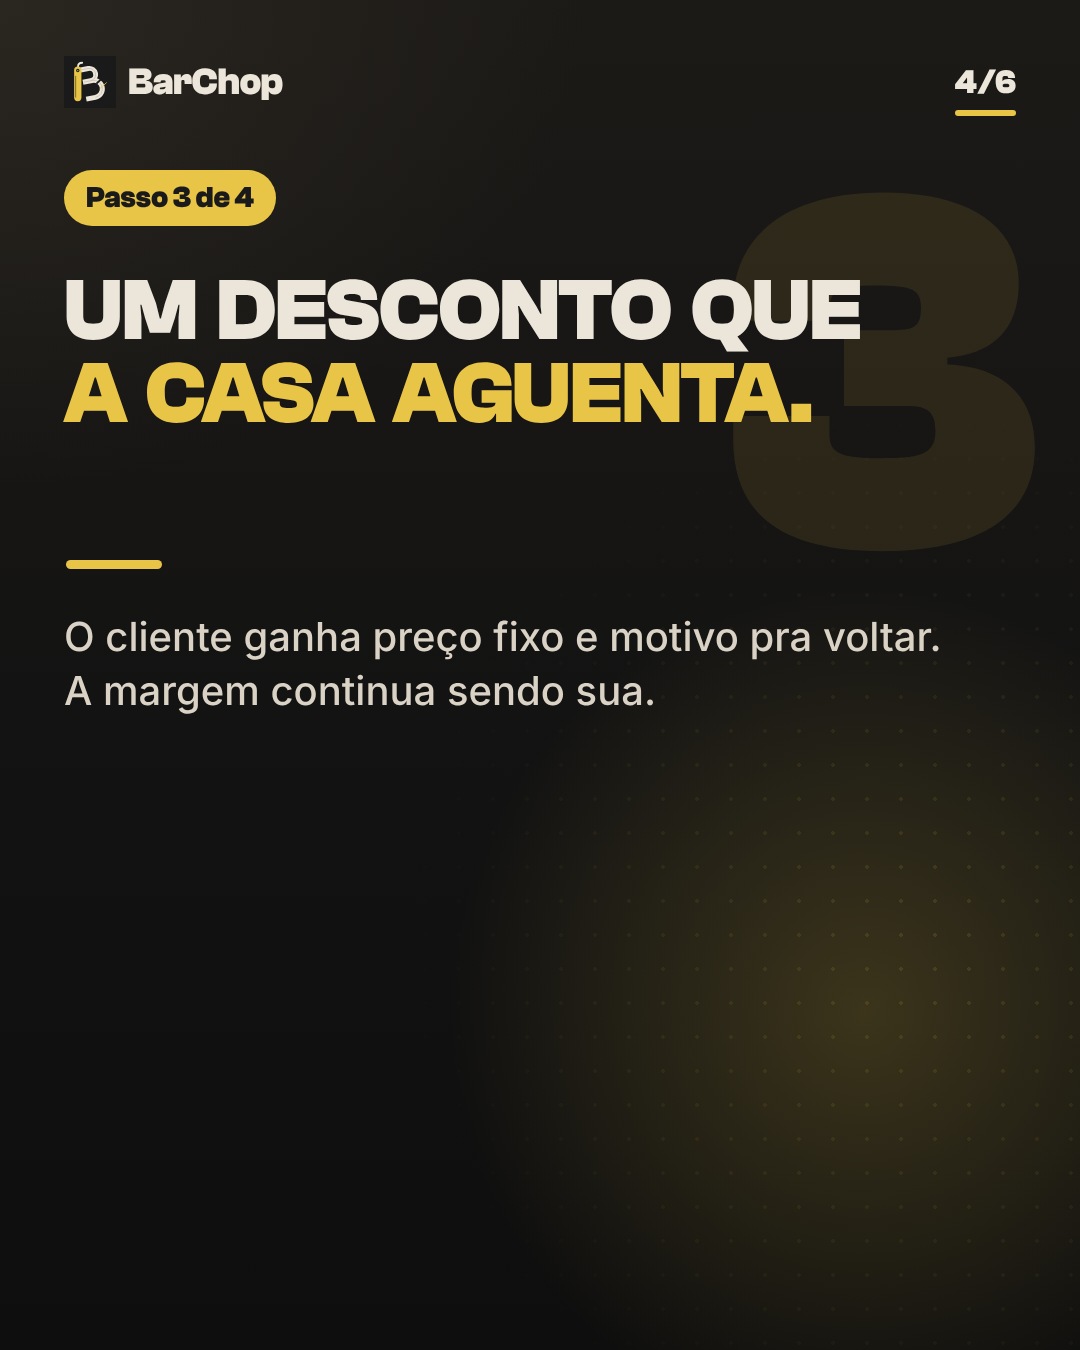 BarChop
4/6
Passo 3 de 4
3
UM DESCONTO QUE
A CASA AGUENTA.
O cliente ganha preço fixo e motivo pra voltar.
A margem continua sendo sua.